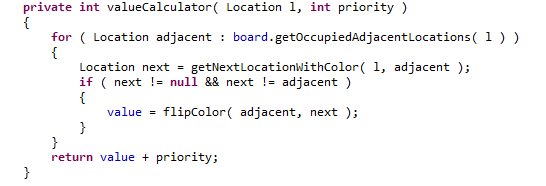 private int valueCalculator( Location l, int priority )
{
    for ( Location adjacent : board.getOccupiedAdjacentLocations( l ) )
    {
        Location next = getNextLocationWithColor( l, adjacent );
        if ( next != null && next != adjacent )
        {
            value = flipColor( adjacent, next );
        }
    }
    return value + priority;
}